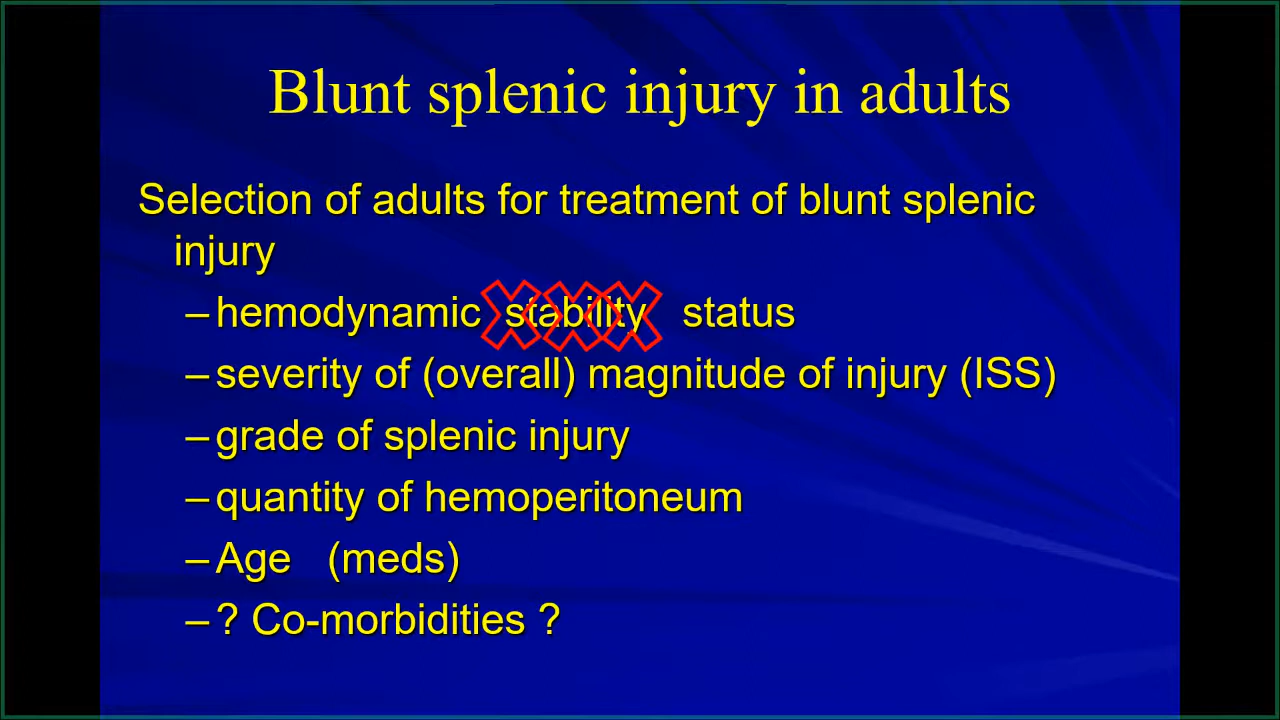 Blunt splenic injury in adults
Selection of adults for treatment of blunt splenic
injury
–hemodynamic stability status
–severity of (overall) magnitude of injury (ISS)
–grade of splenic injury
–quantity of hemoperitoneum
–Age (meds)
–? Co-morbidities ?